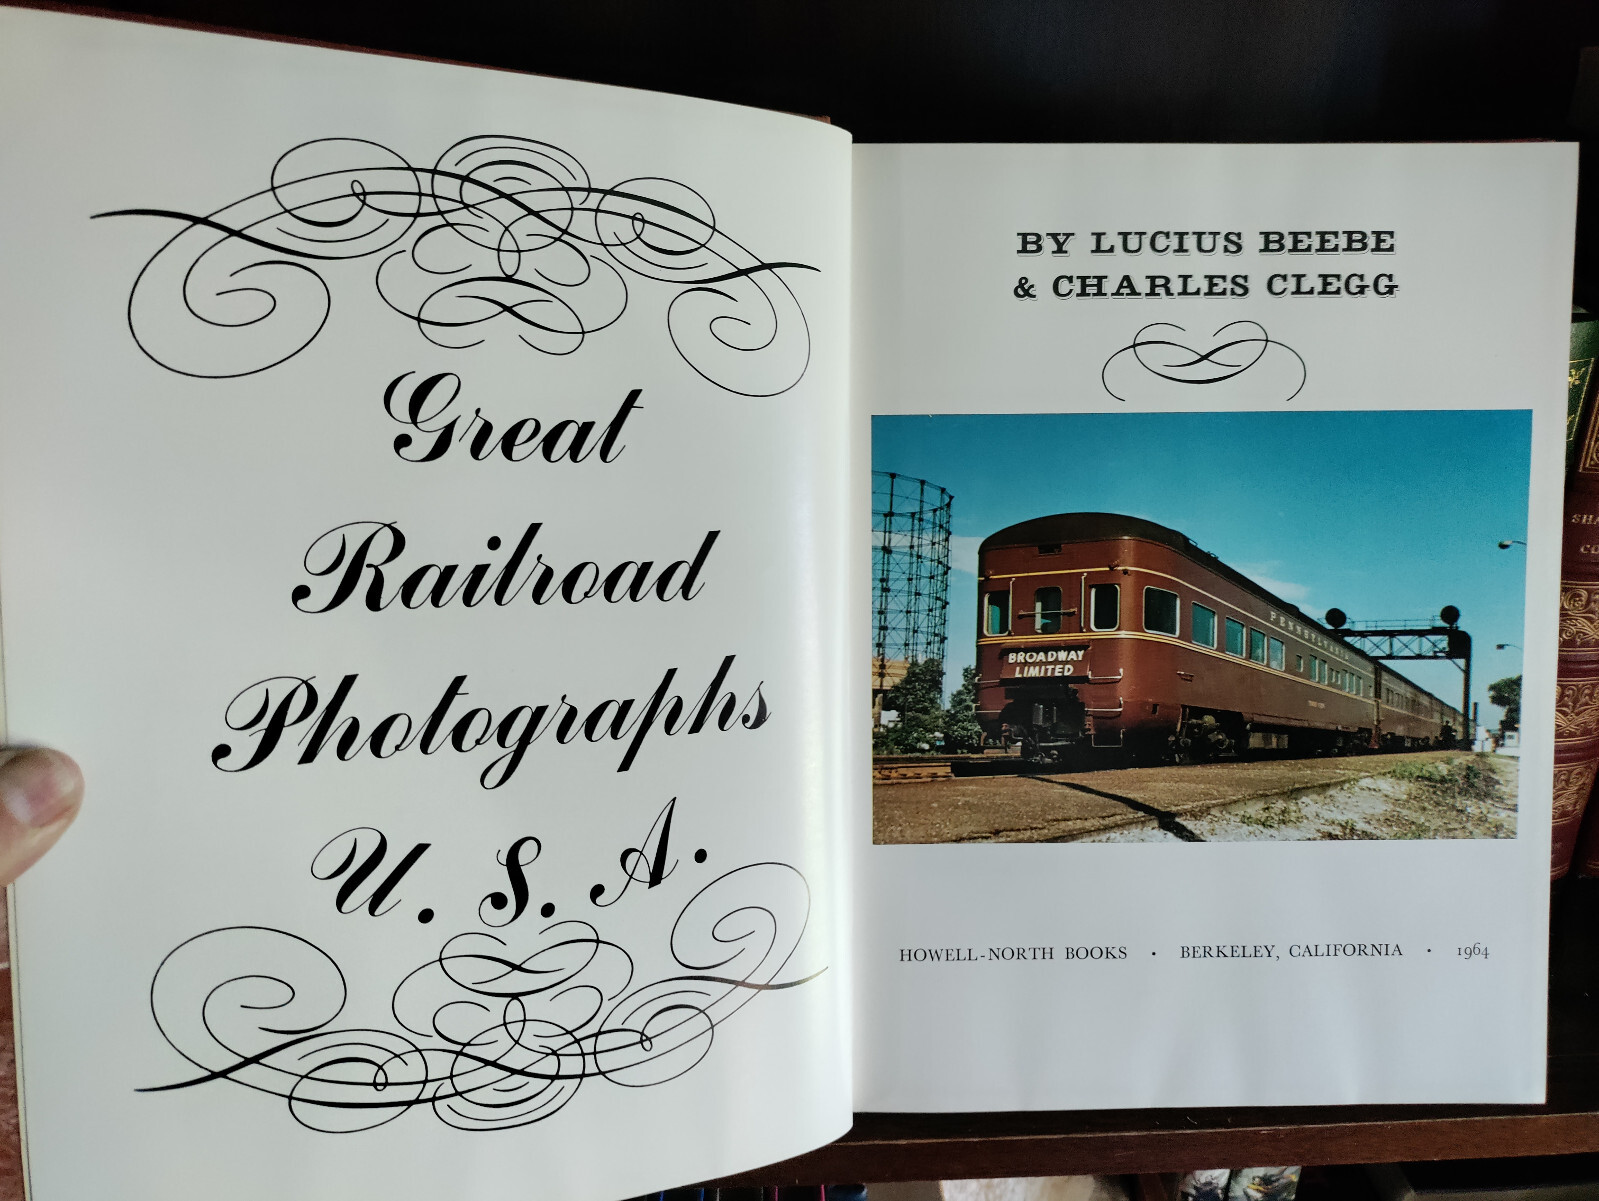 Great
Railroad
Photographs
U. S. A.
BY LUCIUS BEEBE
& CHARLES CLEGG
PENNSYLVANIA
BROADWAY
LIMITED
HOWELL-NORTH BOOKS • BERKELEY, CALIFORNIA • 1964